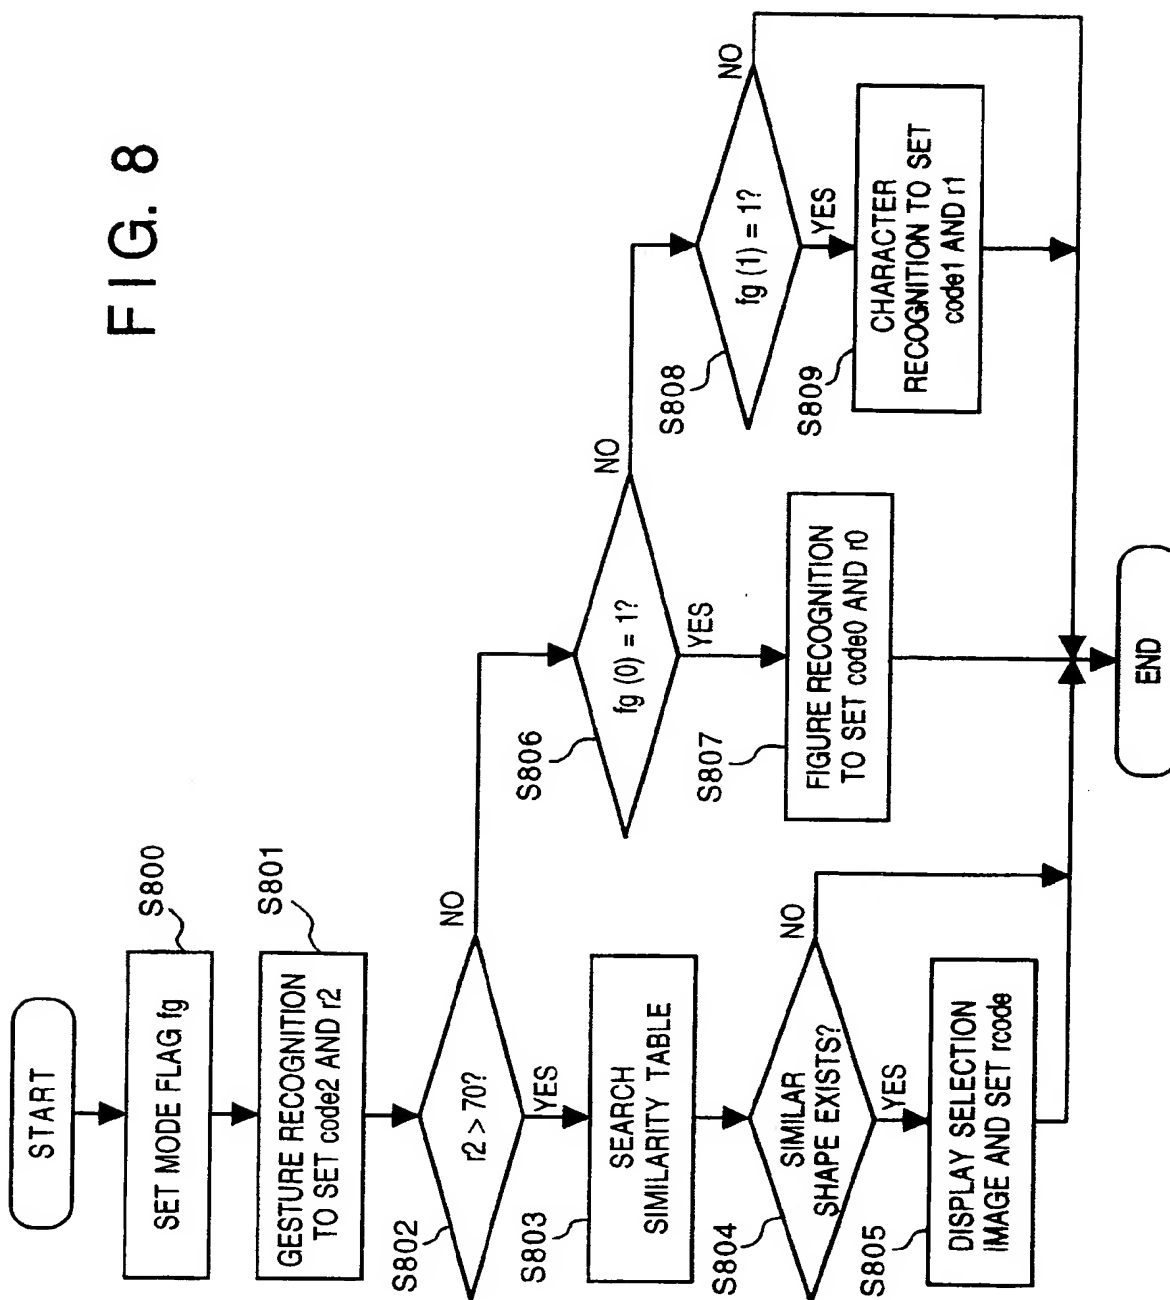 FIG. 8
START
S800
SET MODE FLAG fg
S801
GESTURE RECOGNITION
TO SET code2 AND r2
S802
r2 > 70?
NO
YES
S803
SEARCH
SIMILARITY TABLE
S804
SIMILAR
SHAPE EXISTS?
NO
YES
S805
DISPLAY SELECTION
IMAGE AND SET rcode
S806
fg (0) = 1?
NO
YES
S807
FIGURE RECOGNITION
TO SET code0 AND r0
S808
fg (1) = 1?
NO
YES
S809
CHARACTER
RECOGNITION TO SET
code1 AND r1
END